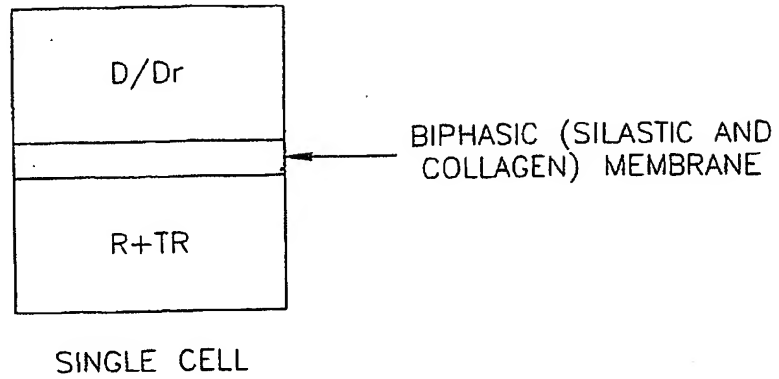 D/Dr
BIPHASIC (SILASTIC AND
COLLAGEN) MEMBRANE
R+TR
SINGLE CELL